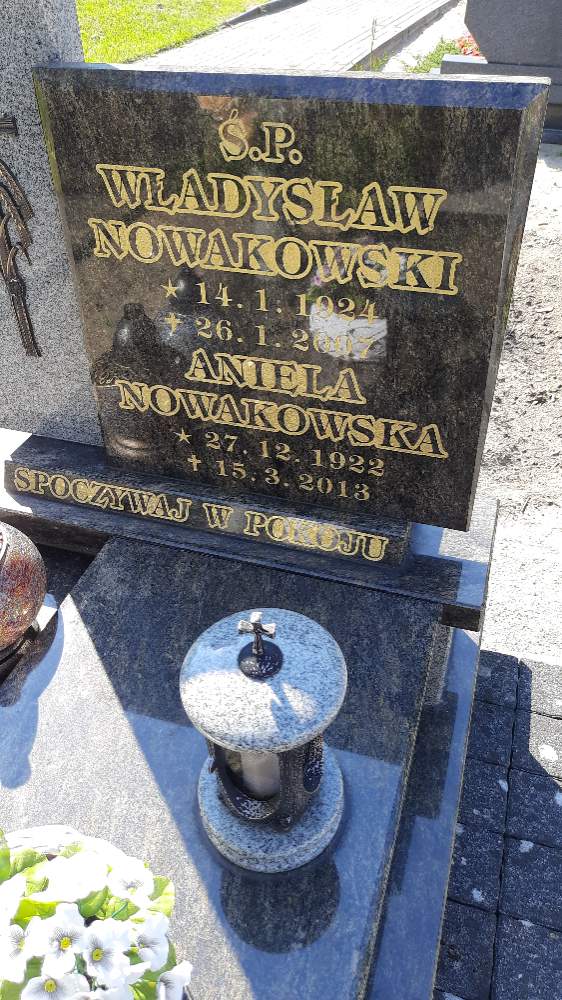 Ś.P.
WŁADYSŁAW
NOWAKOWSKI
★ 14.1.1924
✝ 26.1.2007
ANIELA
NOWAKOWSKA
★ 27.12.1922
✝ 15.3.2013
SPOCZYWAJ W POKOJU